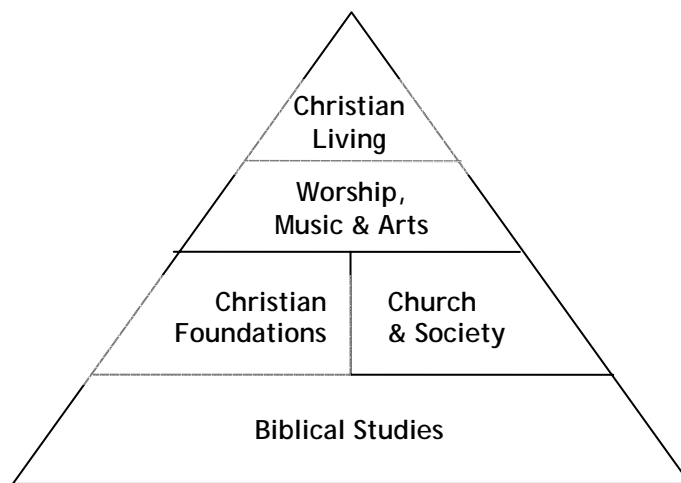 Christian
Living
Worship,
Music & Arts
Christian
Foundations
Church
& Society
Biblical Studies